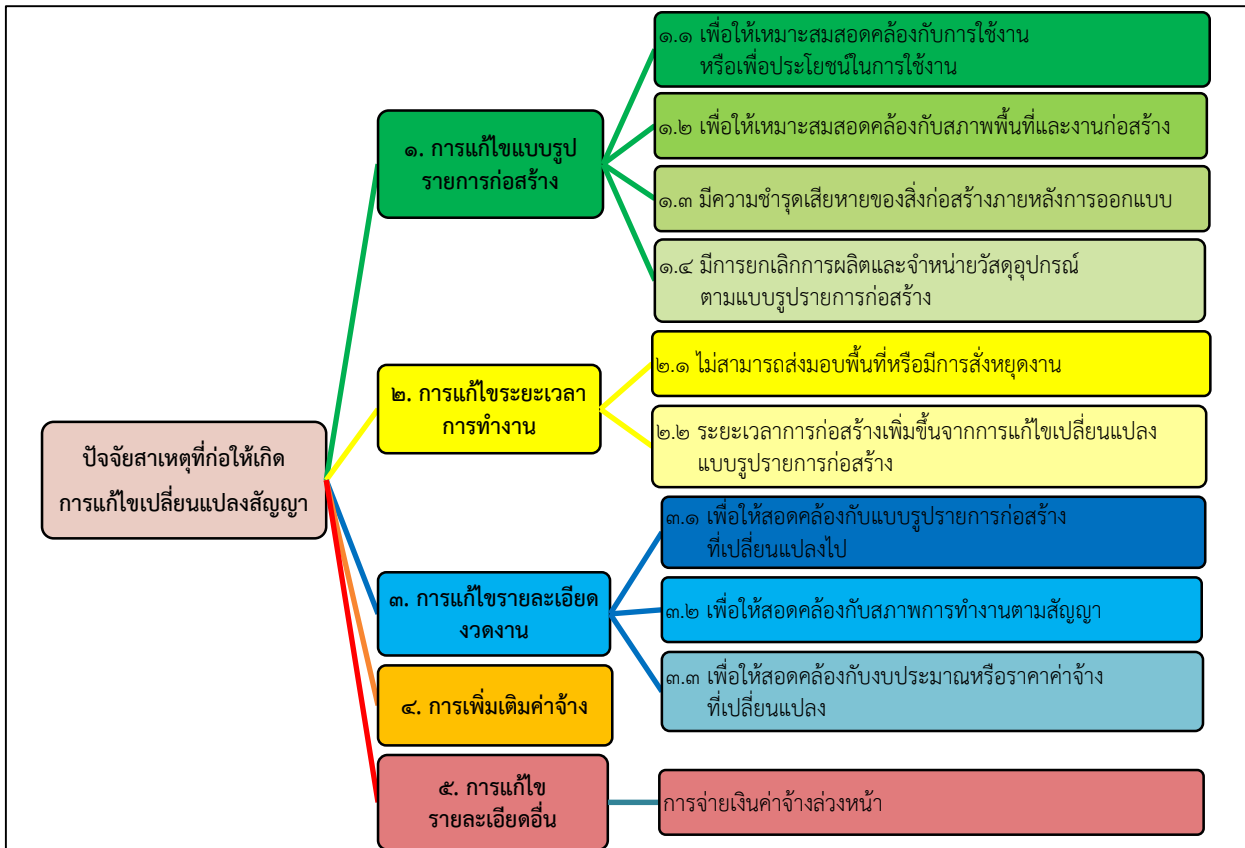 ปัจจัยสาเหตุที่ก่อให้เกิด
การแก้ไขเปลี่ยนแปลงสัญญา
๑. การแก้ไขแบบรูป
รายการก่อสร้าง
๑.๑ เพื่อให้เหมาะสมสอดคล้องกับการใช้งาน
หรือเพื่อประโยชน์ในการใช้งาน
๑.๒ เพื่อให้เหมาะสมสอดคล้องกับสภาพพื้นที่และงานก่อสร้าง
๑.๓ มีความชำรุดเสียหายของสิ่งก่อสร้างภายหลังการออกแบบ
๑.๔ มีการยกเลิกการผลิตและจำหน่ายวัสดุอุปกรณ์
ตามแบบรูปรายการก่อสร้าง
๒. การแก้ไขระยะเวลา
การทำงาน
๒.๑ ไม่สามารถส่งมอบพื้นที่หรือมีการสั่งหยุดงาน
๒.๒ ระยะเวลาการก่อสร้างเพิ่มขึ้นจากการแก้ไขเปลี่ยนแปลง
แบบรูปรายการก่อสร้าง
๓. การแก้ไขรายละเอียด
งวดงาน
๓.๑ เพื่อให้สอดคล้องกับแบบรูปรายการก่อสร้าง
ที่เปลี่ยนแปลงไป
๓.๒ เพื่อให้สอดคล้องกับสภาพการทำงานตามสัญญา
๓.๓ เพื่อให้สอดคล้องกับงบประมาณหรือราคาค่าจ้าง
ที่เปลี่ยนแปลง
๔. การเพิ่มเติมค่าจ้าง
๕. การแก้ไข
รายละเอียดอื่น
การจ่ายเงินค่าจ้างล่วงหน้า